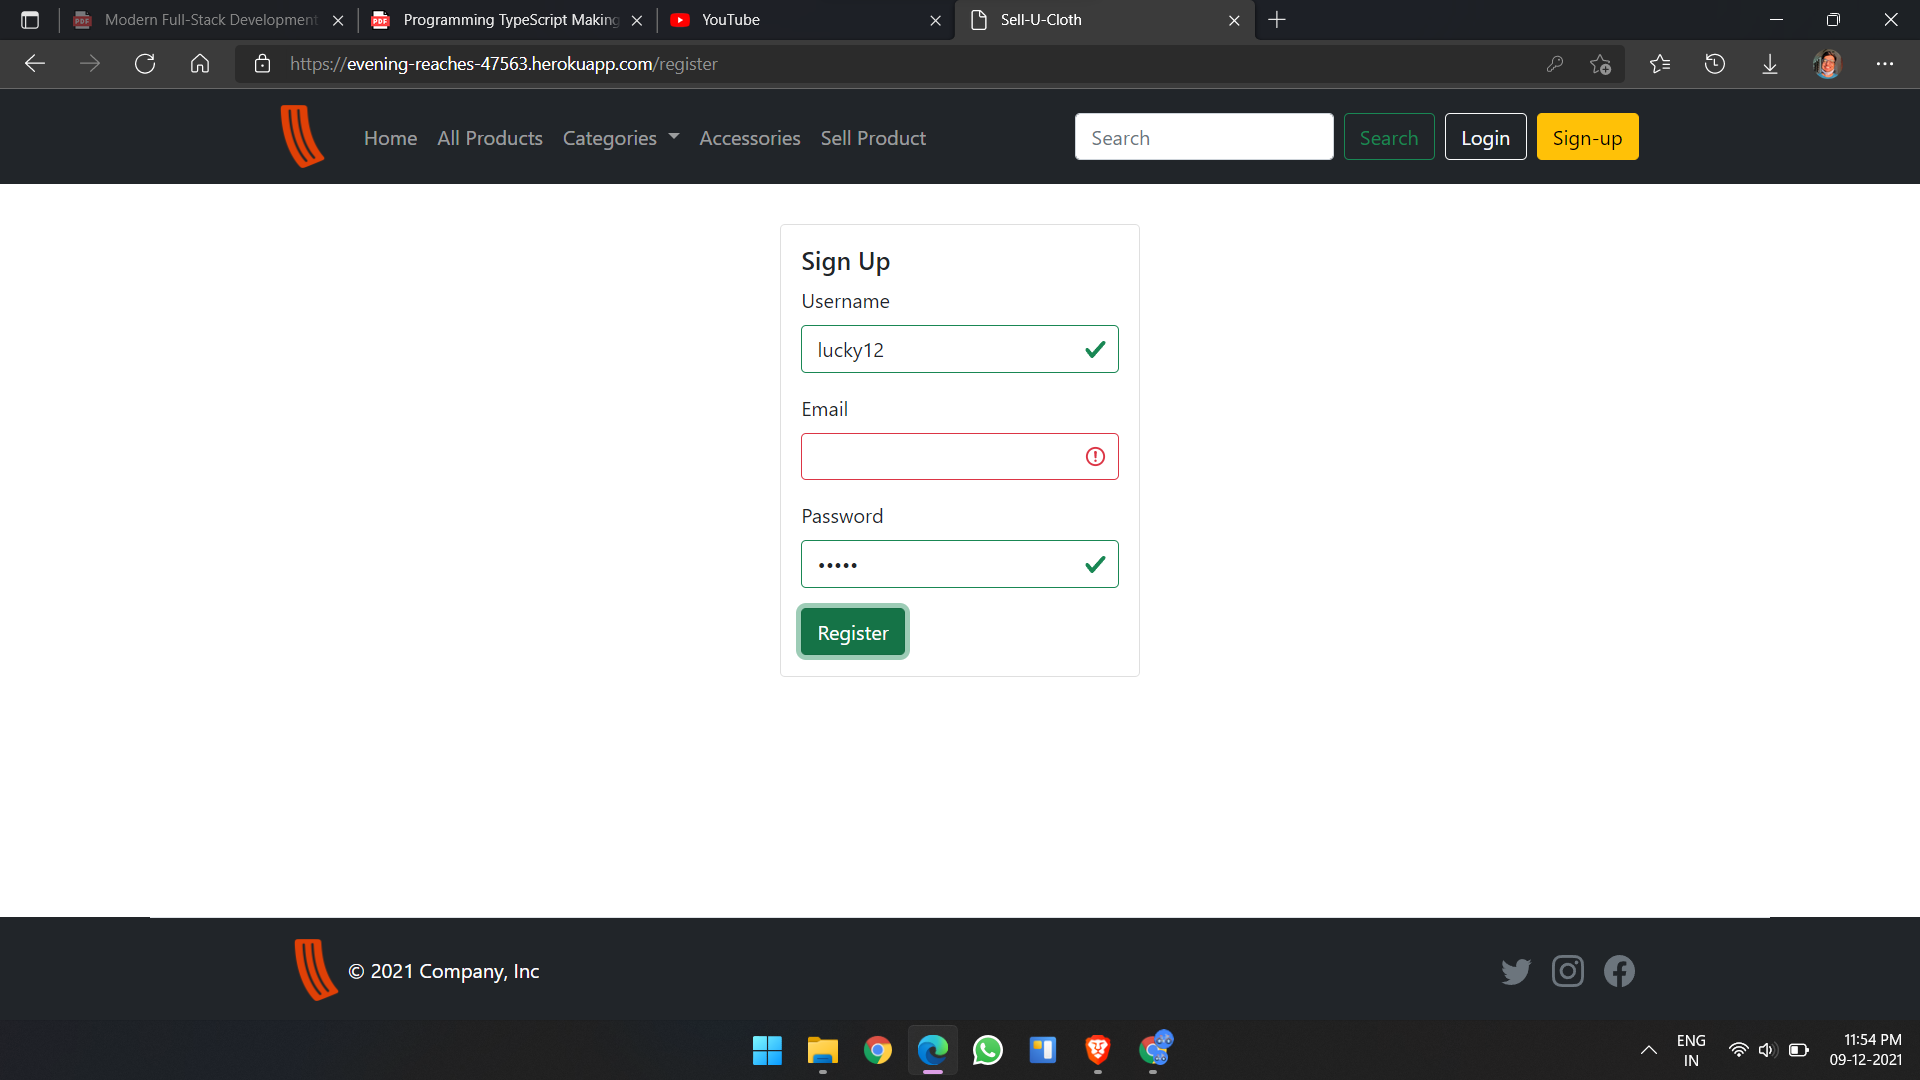 Modern Full-Stack Development
Programming TypeScript Making
YouTube
Sell-U-Cloth
https://evening-reaches-47563.herokuapp.com/register
Home All Products Categories Accessories Sell Product Search Search Login Sign-up
Sign Up
Username
lucky12
Email
Password
•••••
Register
© 2021 Company, Inc
ENG
IN
11:54 PM
09-12-2021